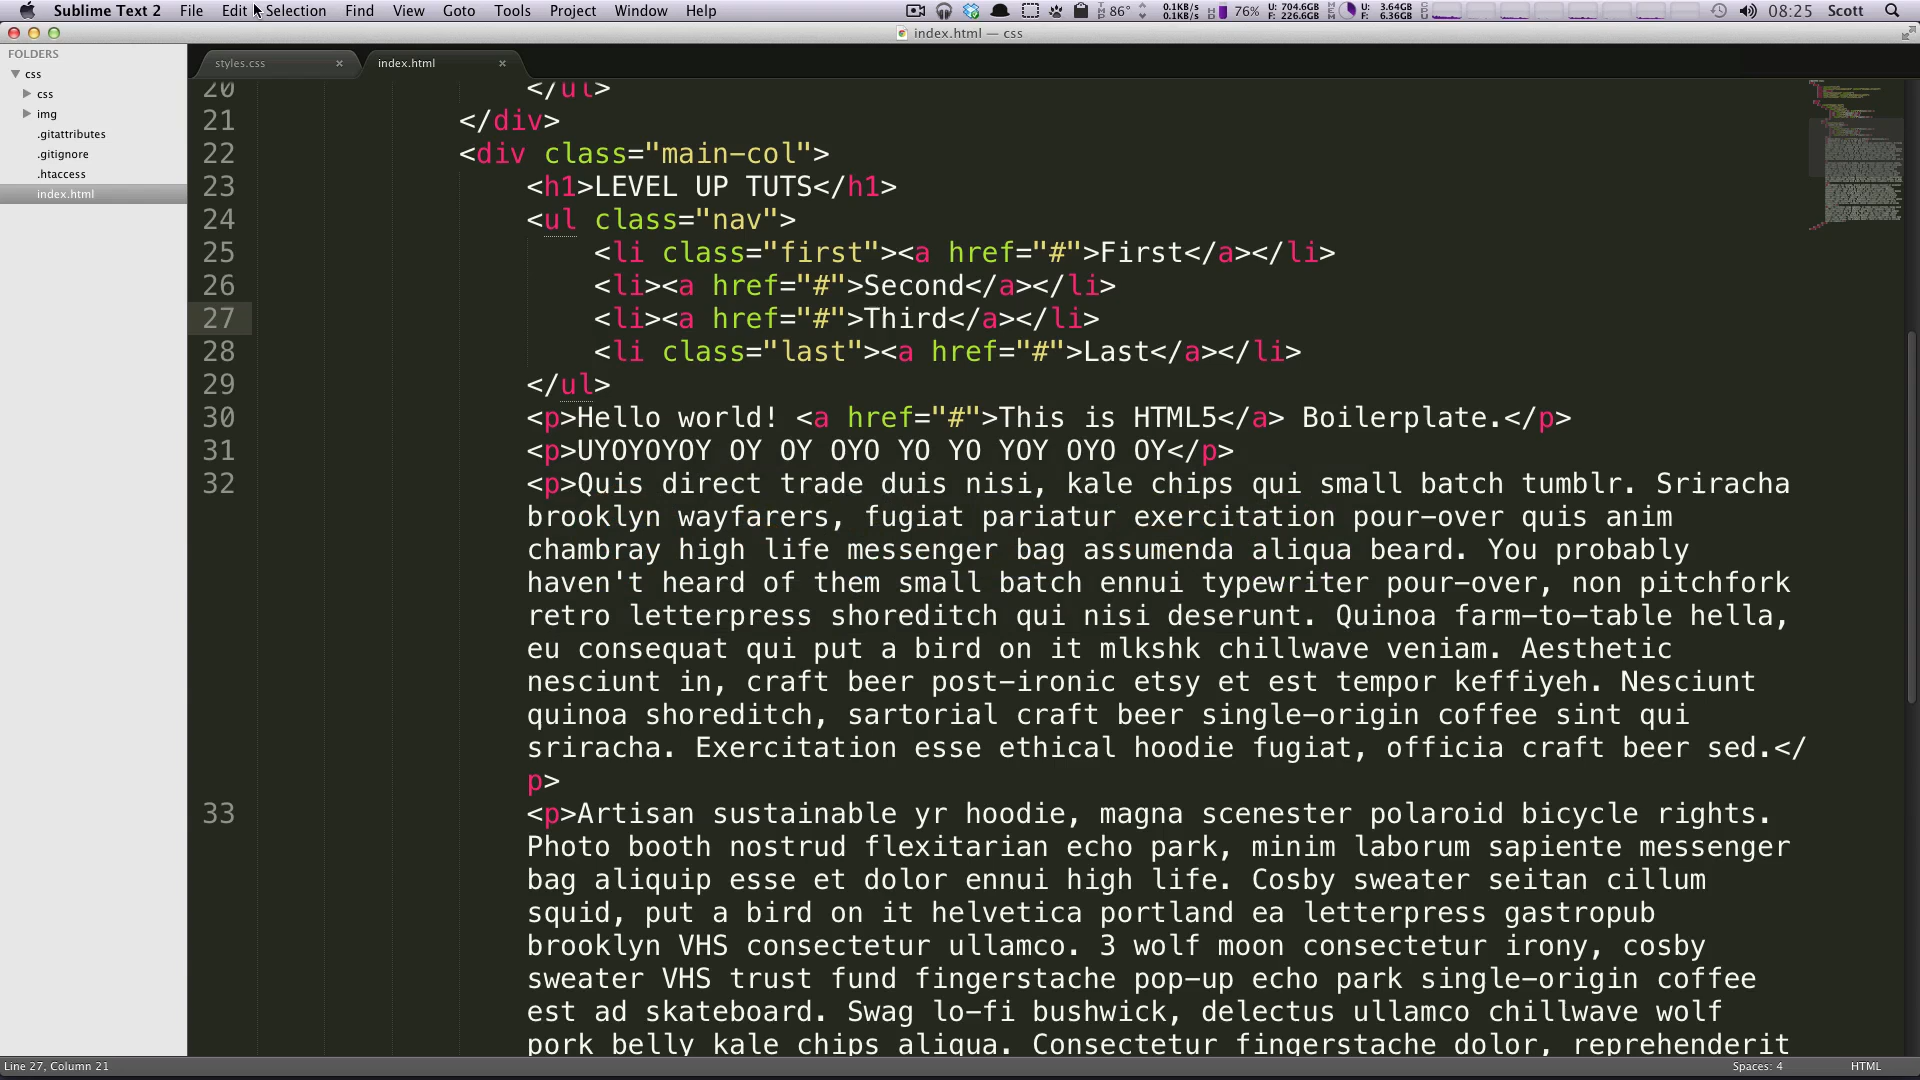 Sublime Text 2 File Edit Selection Find View Goto Tools Project Window Help 86° 0.1KB/s 0.1KB/s 76% U: 704.6GB F: 226.6GB U: 3.64GB F: 6.36GB 08:25 Scott
index.html — css
FOLDERS
css
css
img
.gitattributes
.gitignore
.htaccess
index.html
styles.css × index.html ×
20 </ul>
21 </div>
22 <div class="main-col">
23 <h1>LEVEL UP TUTS</h1>
24 <ul class="nav">
25 <li class="first"><a href="#">First</a></li>
26 <li><a href="#">Second</a></li>
27 <li><a href="#">Third</a></li>
28 <li class="last"><a href="#">Last</a></li>
29 </ul>
30 <p>Hello world! <a href="#">This is HTML5</a> Boilerplate.</p>
31 <p>UYOYOYOY OY OY OYO YO YO YOY OYO OY</p>
32 <p>Quis direct trade duis nisi, kale chips qui small batch tumblr. Sriracha
brooklyn wayfarers, fugiat pariatur exercitation pour-over quis anim
chambray high life messenger bag assumenda aliqua beard. You probably
haven't heard of them small batch ennui typewriter pour-over, non pitchfork
retro letterpress shoreditch qui nisi deserunt. Quinoa farm-to-table hella,
eu consequat qui put a bird on it mlkshk chillwave veniam. Aesthetic
nesciunt in, craft beer post-ironic etsy et est tempor keffiyeh. Nesciunt
quinoa shoreditch, sartorial craft beer single-origin coffee sint qui
sriracha. Exercitation esse ethical hoodie fugiat, officia craft beer sed.</
p>
33 <p>Artisan sustainable yr hoodie, magna scenester polaroid bicycle rights.
Photo booth nostrud flexitarian echo park, minim laborum sapiente messenger
bag aliquip esse et dolor ennui high life. Cosby sweater seitan cillum
squid, put a bird on it helvetica portland ea letterpress gastropub
brooklyn VHS consectetur ullamco. 3 wolf moon consectetur irony, cosby
sweater VHS trust fund fingerstache pop-up echo park single-origin coffee
est ad skateboard. Swag lo-fi bushwick, delectus ullamco chillwave wolf
pork belly kale chips aliqua. Consectetur fingerstache dolor, reprehenderit
Line 27, Column 21 Spaces: 4 HTML